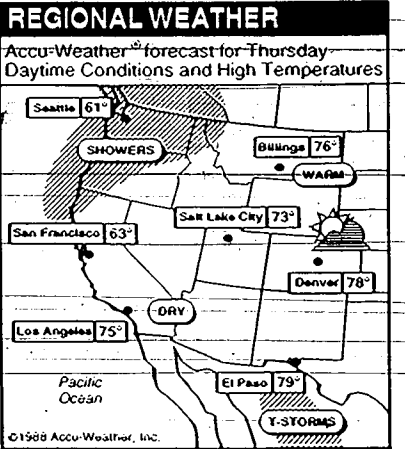 REGIONAL WEATHER
Accu-Weather® forecast for Thursday
Daytime Conditions and High Temperatures
Seattle 61°
SHOWERS
Billings 76°
WARM
Salt Lake City 73°
San Francisco 63°
Denver 78°
DRY
Los Angeles 75°
Pacific
Ocean
El Paso 79°
T-STORMS
©1988 Accu-Weather, Inc.